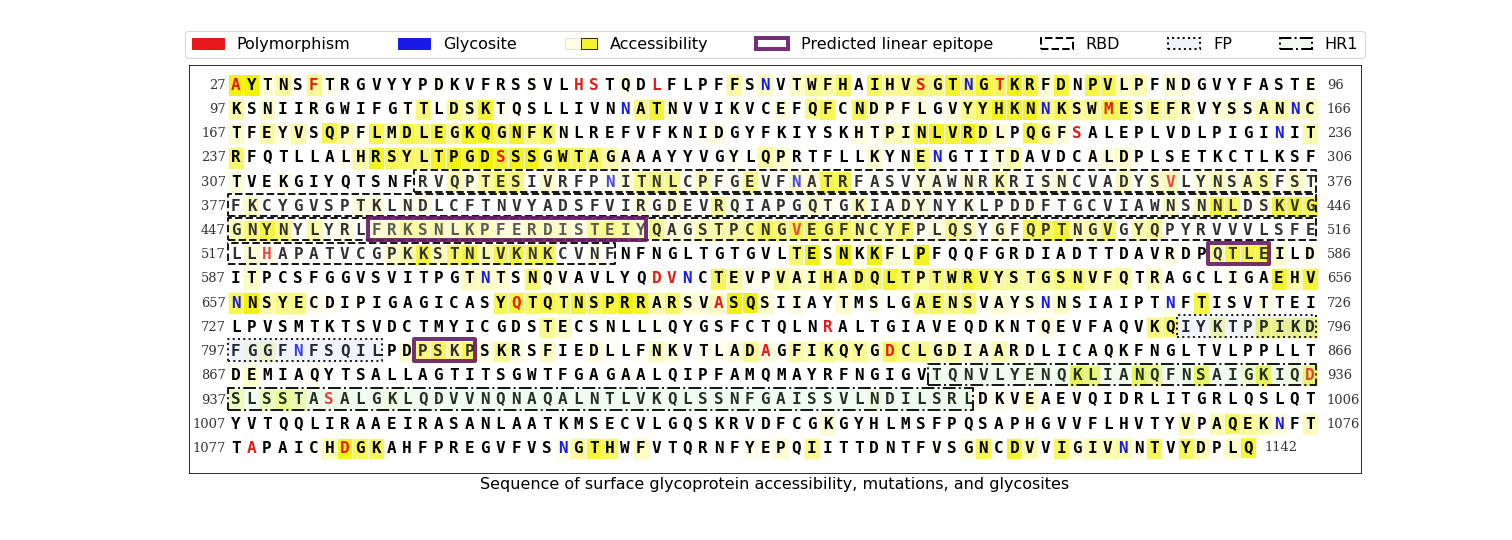 Polymorphism Glycosite Accessibility Predicted linear epitope RBD FP HR1
27 AYTNSFTRGVYYPDKVFRSSVLHSTQDLFLPFFSNVTWFHAIHVSGTNGTKRFDNPVLPFNDGVYFASTE 96
97 KSNIIRGWIFGTTLDSKTQSLLIVNNATNVVIKVCEFQFCNDPFLGVYYHKNNKSWMESEFRVYSSANNC 166
167 TFEYVSQPFLMDLEGKQGNFKNLREFVFKNIDGYFKIYSKHTPINLVRDLPQGFSALEPLVDLPIGINIT 236
237 RFQTLLALHRSYLTPGDSSSGWTAGAAAYYVGYLQPRTFLLKYNENGTITDAVDCALDPLSETKCTLKSF 306
307 TVEKGIYQTSNFRVQPTESIVRFPNITNLCPFGEVFNATRFASVYAWNRKRISNCVADYSVLYNSASFST 376
377 FKCYGVSPTKLNDLCFTNVYADSFVIRGDEVRQIAPGQTGKIADYNYKLPDDFTGCVIAWNSNNLDSKVG 446
447 GNYNYLYRLFRKSNLKPFERDISTEIYQAGSTPCNGVEGFNCYFPLQSYGFQPTNGVGYQPYRVVVLSFE 516
517 LLHAPATVCGPKKSTNLVKNKCVNFNFNGLTGTGVLTESNKKFLPFQQFGRDIADTTDAVRDPQTLEILD 586
587 ITPCSFGGVSVITPGTNTSNQVAVLYQDVNCTEVPVAIHADQLTPTWRVYSTGSNVFQTRAGCLIGAEHV 656
657 NNSYECDIPIGAGICASYQTQTNSPRRARSVASQSIIAYTMSLGAENSVAYSNNSIAIPTNFTISVTTEI 726
727 LPVSMTKTSVDCTMYICGDSTECSNLLLQYGSFCTQLNRALTGIAVEQDKNTQEVFAQVKQIYKTPPIKD 796
797 FGGFNFSQILPDPSKPSKRSFIEDLLFNKVTLADAGFIKQYGDCLGDIAARDLICAQKFNGLTVLPPLLT 866
867 DEMIAQYTSALLAGTITSGWTFGAGAALQIPFAMQMAYRFNGIGVTQNVLYENQKLIANQFNSAIGKIQD 936
937 SLSSTASALGKLQDVVNQNAQALNTLVKQLSSNFGAISSVLNDILSRLDKVEAEVQIDRLITGRLQSLQT 1006
1007 YVTQQLIRAAEIRASANLAATKMSECVLGQSKRVDFCGKGYHLMSFPQSAPHGVVFLHVTYVPAQEKNFT 1076
1077 TAPAICHDGKAHFPREGVFVSNGTHWFVTQRNFYEPQIITTDNTFVSGNCDVVIGIVNNTVYDPLQ 1142
Sequence of surface glycoprotein accessibility, mutations, and glycosites